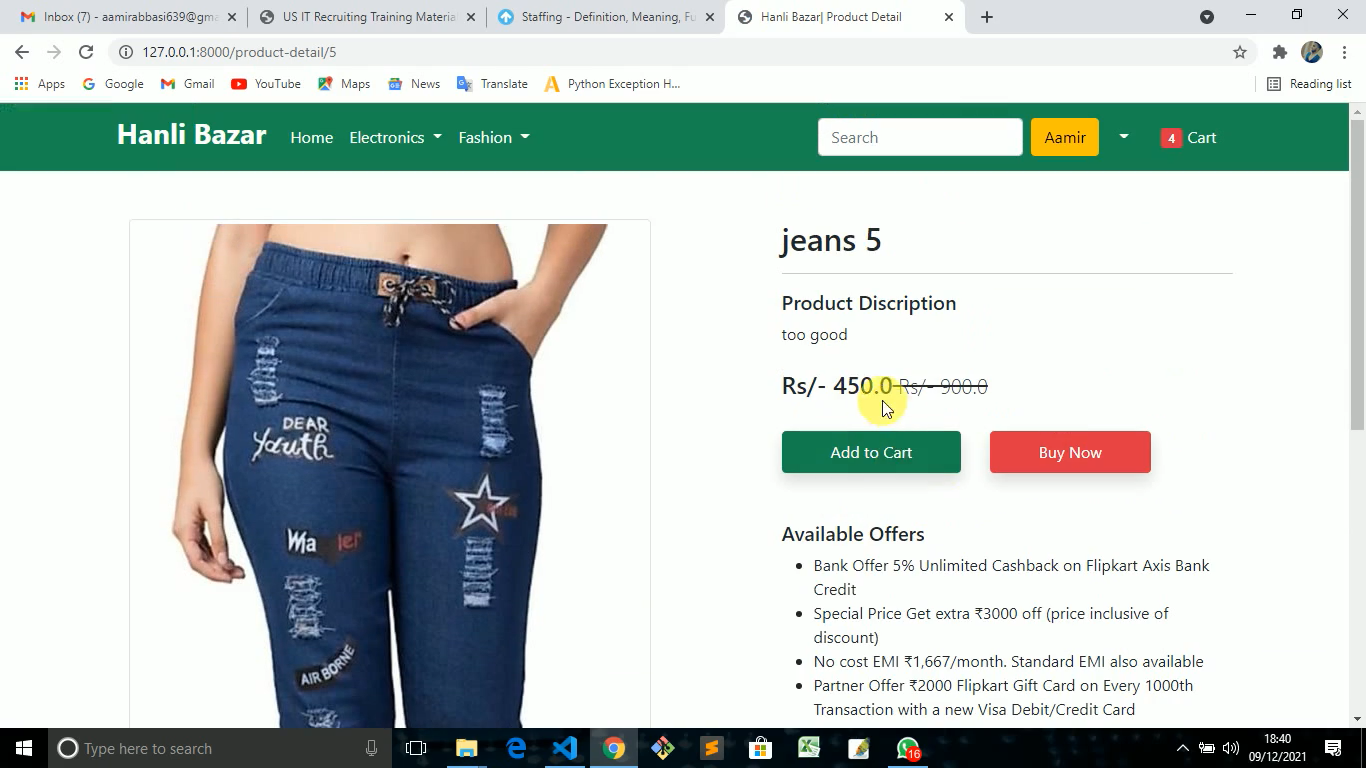 Inbox (7) - aamirabbasi639@gma
US IT Recruiting Training Materia
Staffing - Definition, Meaning, Fu
Hanli Bazar| Product Detail
127.0.0.1:8000/product-detail/5
Apps
Google
Gmail
YouTube
Maps
News
Translate
Python Exception H...
Reading list
Hanli Bazar
Home
Electronics
Fashion
Search
Aamir
4 Cart
jeans 5
Product Discription
too good
Rs/- 450.0 Rs/- 900.0
Add to Cart
Buy Now
DEAR
Youth
AIR BORNE
Available Offers
Bank Offer 5% Unlimited Cashback on Flipkart Axis Bank
Credit
Special Price Get extra ₹3000 off (price inclusive of
discount)
No cost EMI ₹1,667/month. Standard EMI also available
Partner Offer ₹2000 Flipkart Gift Card on Every 1000th
Transaction with a new Visa Debit/Credit Card
Type here to search
16
18:40
09/12/2021